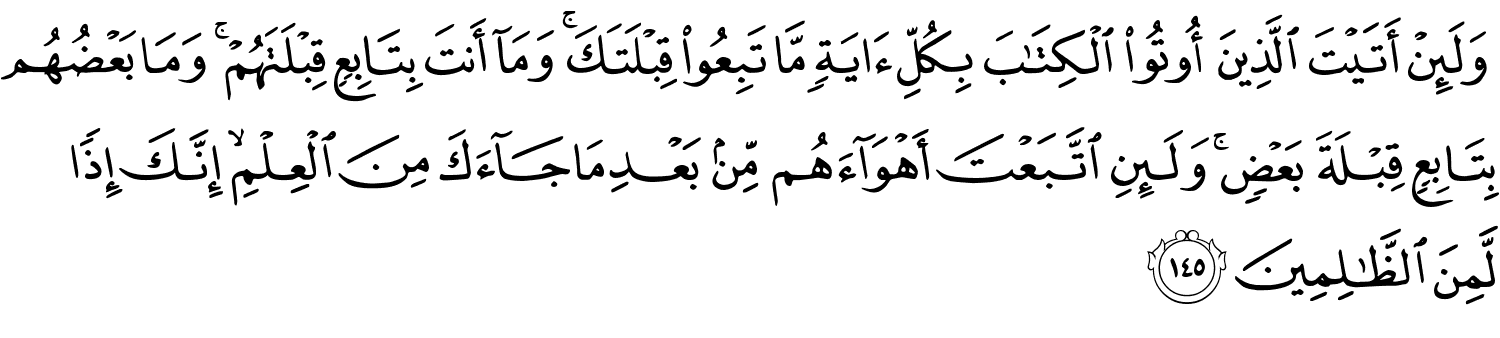 وَلَئِنْ أَتَيْتَ ٱلَّذِينَ أُوتُوا۟ ٱلْكِتَـٰبَ بِكُلِّ ءَايَةٍ مَّا تَبِعُوا۟ قِبْلَتَكَ ۚ وَمَآ أَنتَ بِتَابِعٍ قِبْلَتَهُمْ ۚ وَمَا بَعْضُهُم
بِتَابِعٍ قِبْلَةَ بَعْضٍ ۚ وَلَئِنِ ٱتَّبَعْتَ أَهْوَآءَهُم مِّنۢ بَعْدِ مَا جَآءَكَ مِنَ ٱلْعِلْمِ ۙ إِنَّكَ إِذًا
لَّمِنَ ٱلظَّـٰلِمِينَ ١٤٥